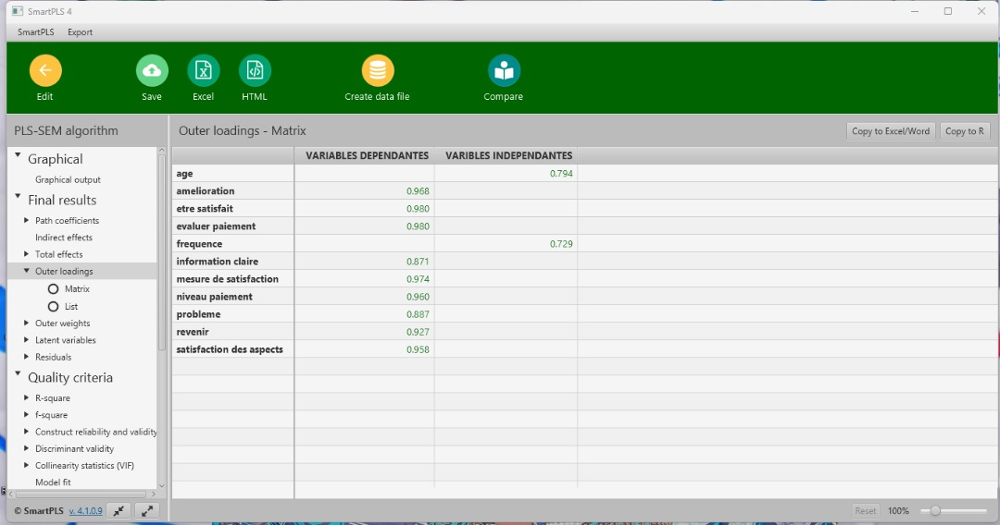 SmartPLS 4
SmartPLS Export
Edit Save Excel HTML Create data file Compare
PLS-SEM algorithm
Graphical
Graphical output
Final results
Path coefficients
Indirect effects
Total effects
Outer loadings
Matrix
List
Outer weights
Latent variables
Residuals
Quality criteria
R-square
f-square
Construct reliability and validity
Discriminant validity
Collinearity statistics (VIF)
Model fit
© SmartPLS v. 4.1.0.9
Outer loadings - Matrix Copy to Excel/Word Copy to R
VARIABLES DEPENDANTES VARIBLES INDEPENDANTES
age 0.794
amelioration 0.968
etre satisfait 0.980
evaluer paiement 0.980
frequence 0.729
information claire 0.871
mesure de satisfaction 0.974
niveau paiement 0.960
probleme 0.887
revenir 0.927
satisfaction des aspects 0.958
Reset 100%